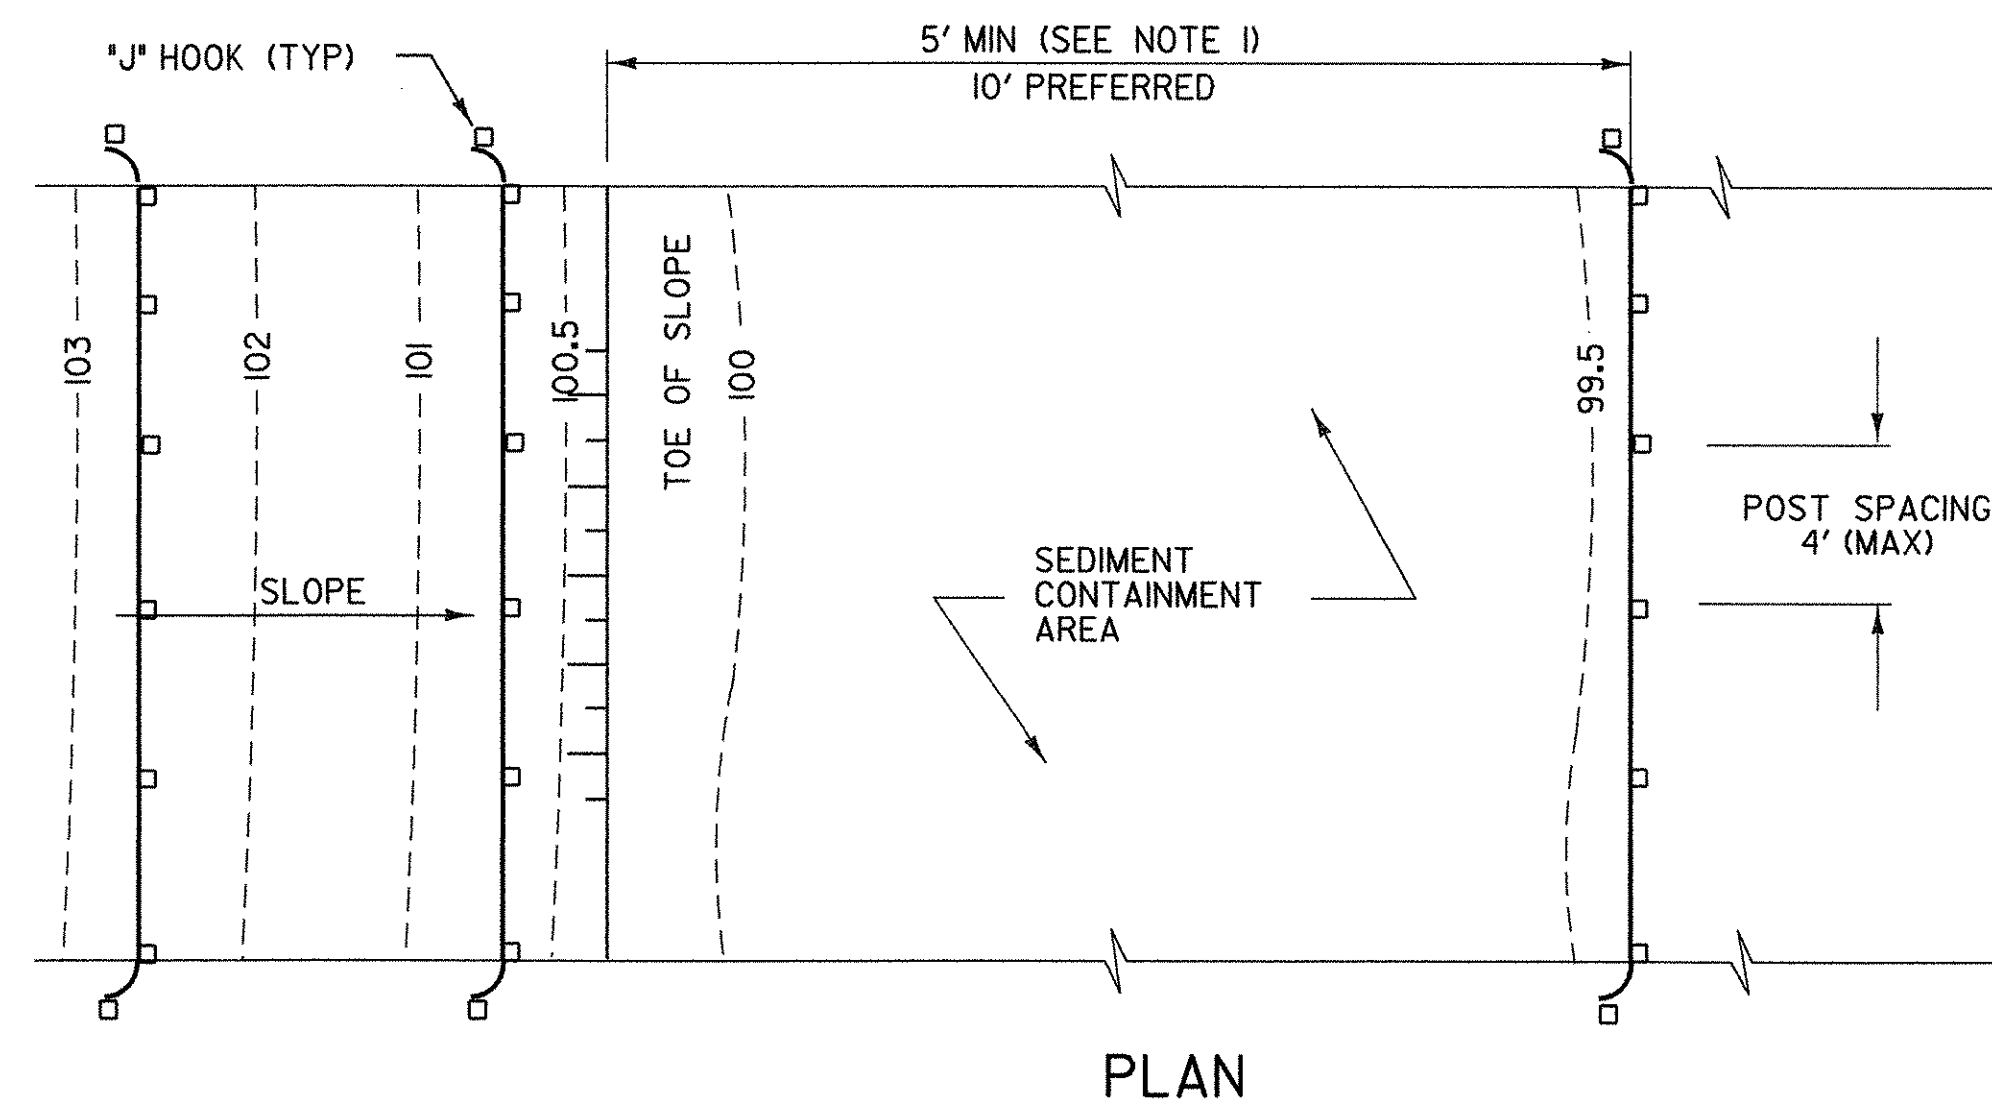 "J" HOOK (TYP)
5' MIN (SEE NOTE 1)
10' PREFERRED
103
102
101
100.5
TOE OF SLOPE
100
99.5
SLOPE
SEDIMENT
CONTAINMENT
AREA
POST SPACING
4' (MAX)
PLAN